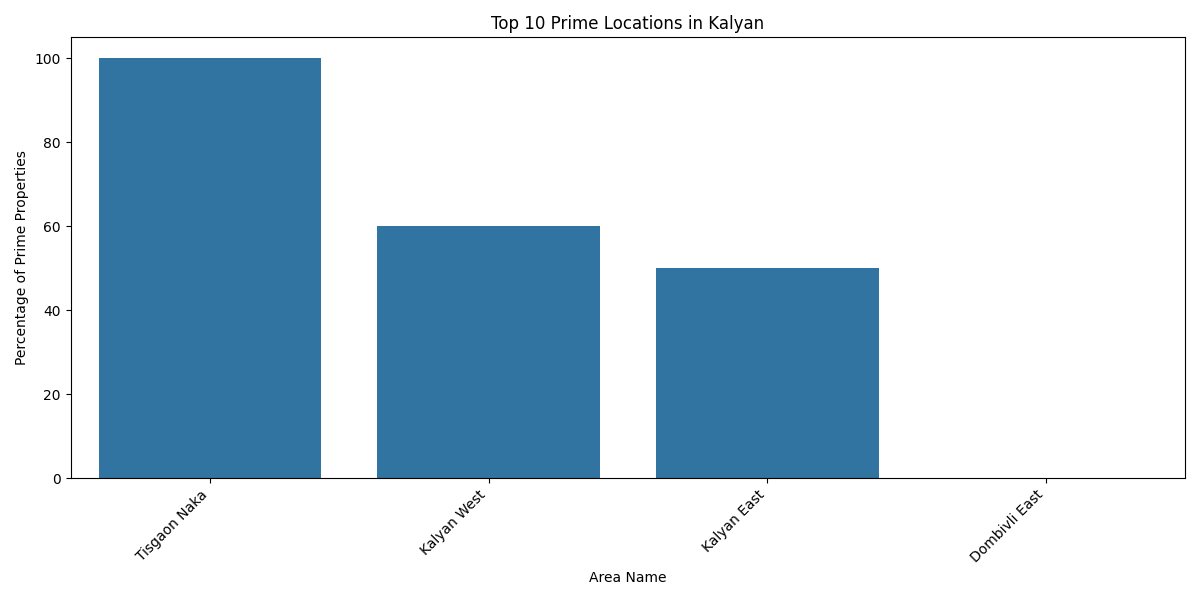 Top 10 Prime Locations in Kalyan
Percentage of Prime Properties
100
80
60
40
20
0
Tisgaon Naka
Kalyan West
Kalyan East
Dombivli East
Area Name